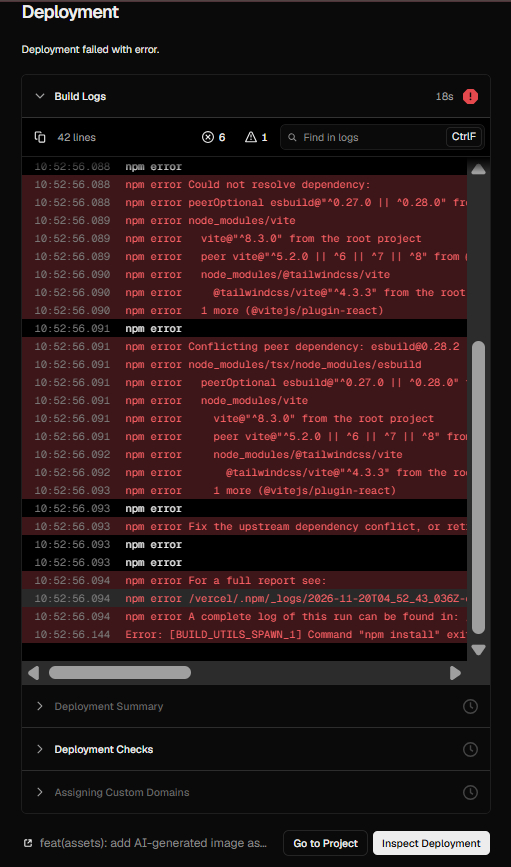 Deployment
Deployment failed with error.
Build Logs 18s
42 lines 6 1 Find in logs CtrlF
10:52:56.088 npm error
10:52:56.088 npm error Could not resolve dependency:
10:52:56.088 npm error peerOptional esbuild@"^0.27.0 || ^0.28.0"
10:52:56.089 npm error node_modules/vite
10:52:56.089 npm error vite@"^8.3.0" from the root project
10:52:56.089 npm error peer vite@"^5.2.0 || ^6 || ^7 || ^8" from
10:52:56.090 npm error node_modules/@tailwindcss/vite
10:52:56.090 npm error @tailwindcss/vite@"^4.3.3" from the root
10:52:56.090 npm error 1 more (@vitejs/plugin-react)
10:52:56.091 npm error
10:52:56.091 npm error Conflicting peer dependency: esbuild@0.28.2
10:52:56.091 npm error node_modules/tsx/node_modules/esbuild
10:52:56.091 npm error peerOptional esbuild@"^0.27.0 || ^0.28.0"
10:52:56.091 npm error node_modules/vite
10:52:56.091 npm error vite@"^8.3.0" from the root project
10:52:56.091 npm error peer vite@"^5.2.0 || ^6 || ^7 || ^8"
10:52:56.092 npm error node_modules/@tailwindcss/vite
10:52:56.092 npm error @tailwindcss/vite@"^4.3.3" from the
10:52:56.093 npm error 1 more (@vitejs/plugin-react)
10:52:56.093 npm error
10:52:56.093 npm error Fix the upstream dependency conflict, or
10:52:56.093 npm error
10:52:56.093 npm error
10:52:56.094 npm error For a full report see:
10:52:56.094 npm error /vercel/.npm/_logs/2026-11-20T04_52_43_036Z-
10:52:56.094 npm error A complete log of this run can be found in:
10:52:56.144 Error: [BUILD_UTILS_SPAWN_1] Command "npm install"
Deployment Summary
Deployment Checks
Assigning Custom Domains
feat(assets): add AI-generated image as... Go to Project Inspect Deployment